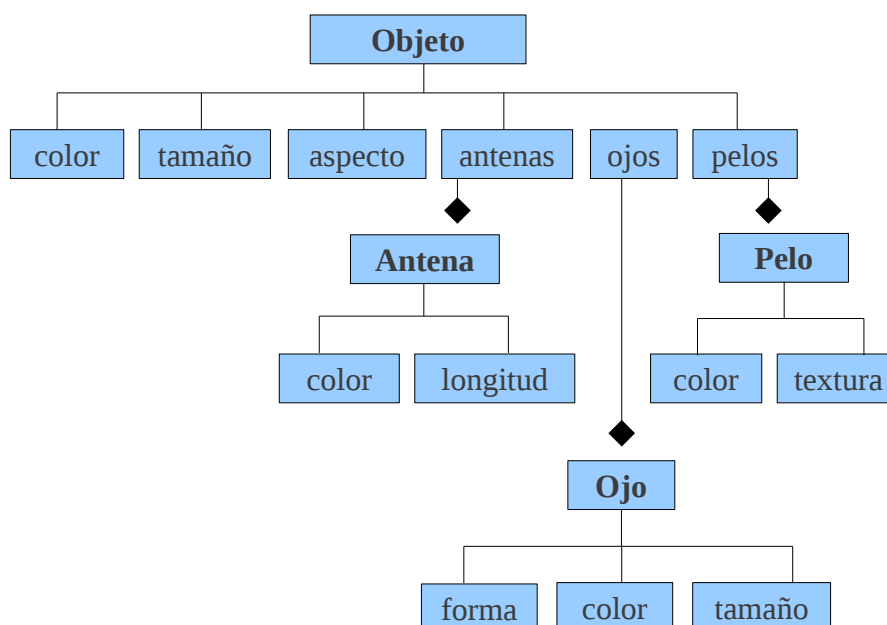 Objeto
color
tamaño
aspecto
antenas
ojos
pelos
Antena
Pelo
color
longitud
color
textura
Ojo
forma
color
tamaño